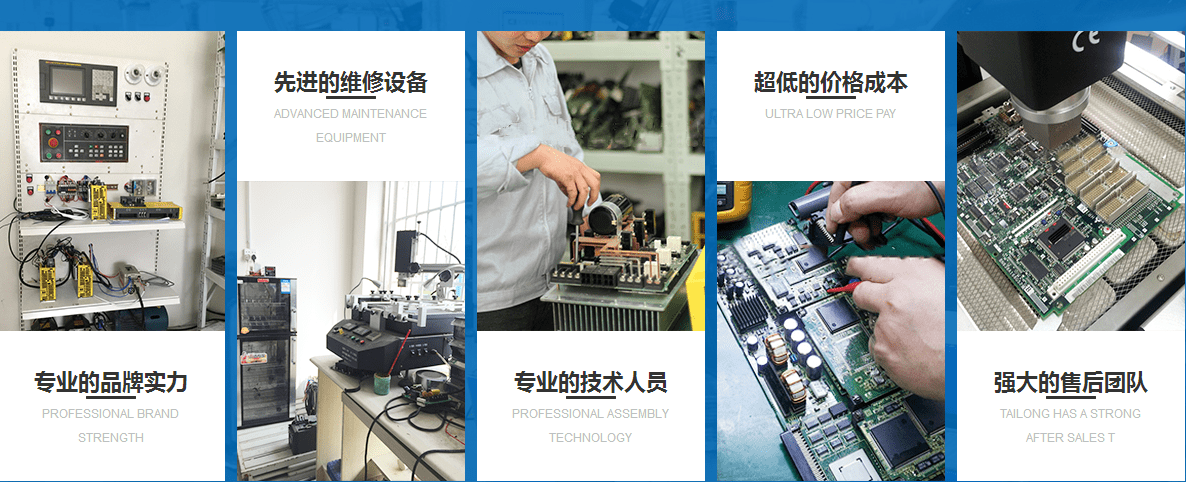 专业的品牌实力
PROFESSIONAL BRAND
STRENGTH
先进的维修设备
ADVANCED MAINTENANCE
EQUIPMENT
专业的技术人员
PROFESSIONAL ASSEMBLY
TECHNOLOGY
超低的价格成本
ULTRA LOW PRICE PAY
CE
强大的售后团队
TAILONG HAS A STRONG
AFTER SALES T